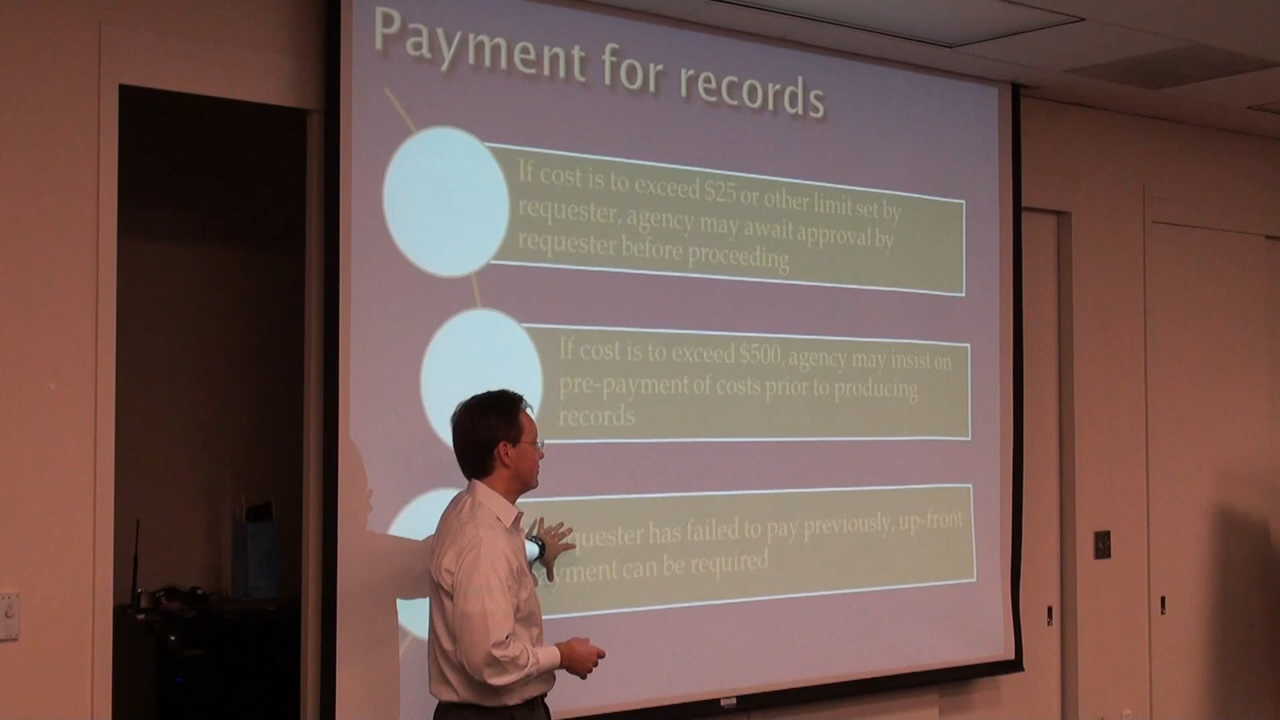 Payment for records
If cost is to exceed $25 or other limit set by
requester, agency may await approval by
requester before proceeding
If cost is to exceed $500, agency may insist on
pre-payment of costs prior to producing
records
has failed to pay previously, up-front
can be required